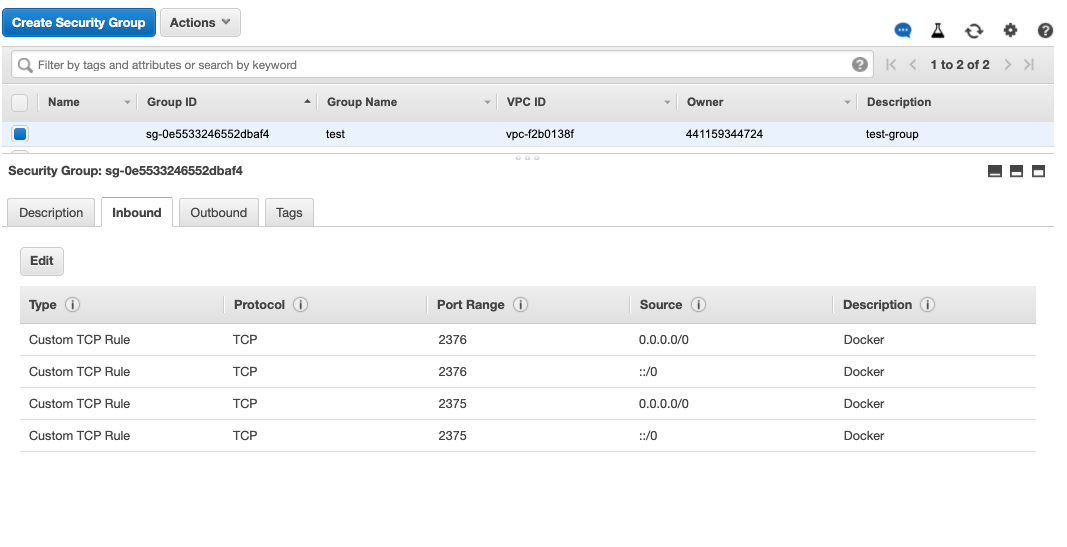 Create Security Group Actions
Filter by tags and attributes or search by keyword 1 to 2 of 2
Name Group ID Group Name VPC ID Owner Description
sg-0e5533246552dbaf4 test vpc-f2b0138f 441159344724 test-group
Security Group: sg-0e5533246552dbaf4
Description Inbound Outbound Tags
Edit
Type Protocol Port Range Source Description
Custom TCP Rule TCP 2376 0.0.0.0/0 Docker
Custom TCP Rule TCP 2376 ::/0 Docker
Custom TCP Rule TCP 2375 0.0.0.0/0 Docker
Custom TCP Rule TCP 2375 ::/0 Docker